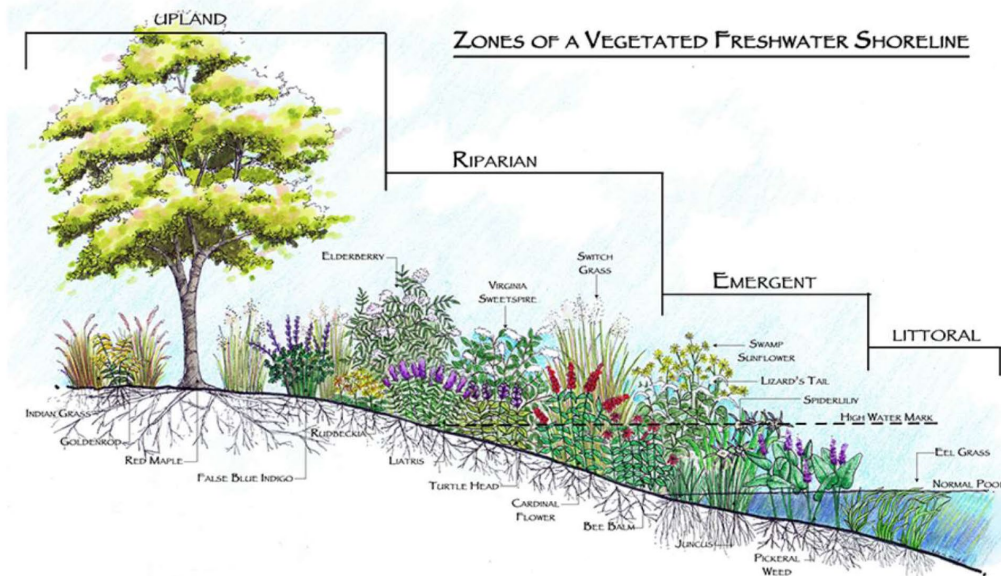 UPLAND
ZONES OF A VEGETATED FRESHWATER SHORELINE
RIPARIAN
ELDERBERRY
SWITCH
GRASS
VIRGINIA
SWEETSPIRE
EMERGENT
LITTORAL
SWAMP
SUNFLOWER
LIZARD'S TAIL
SPIDERLILIV
HIGH WATER MARK
INDIAN GRASS
GOLDENROD
RED MAPLE
FALSE BLUE INDIGO
RUDBECKIA
LIATRIS
TURTLE HEAD
CARDINAL
FLOWER
BEE BALM
JUNCUS
PICKERAL
WEED
EEL GRASS
NORMAL POOL